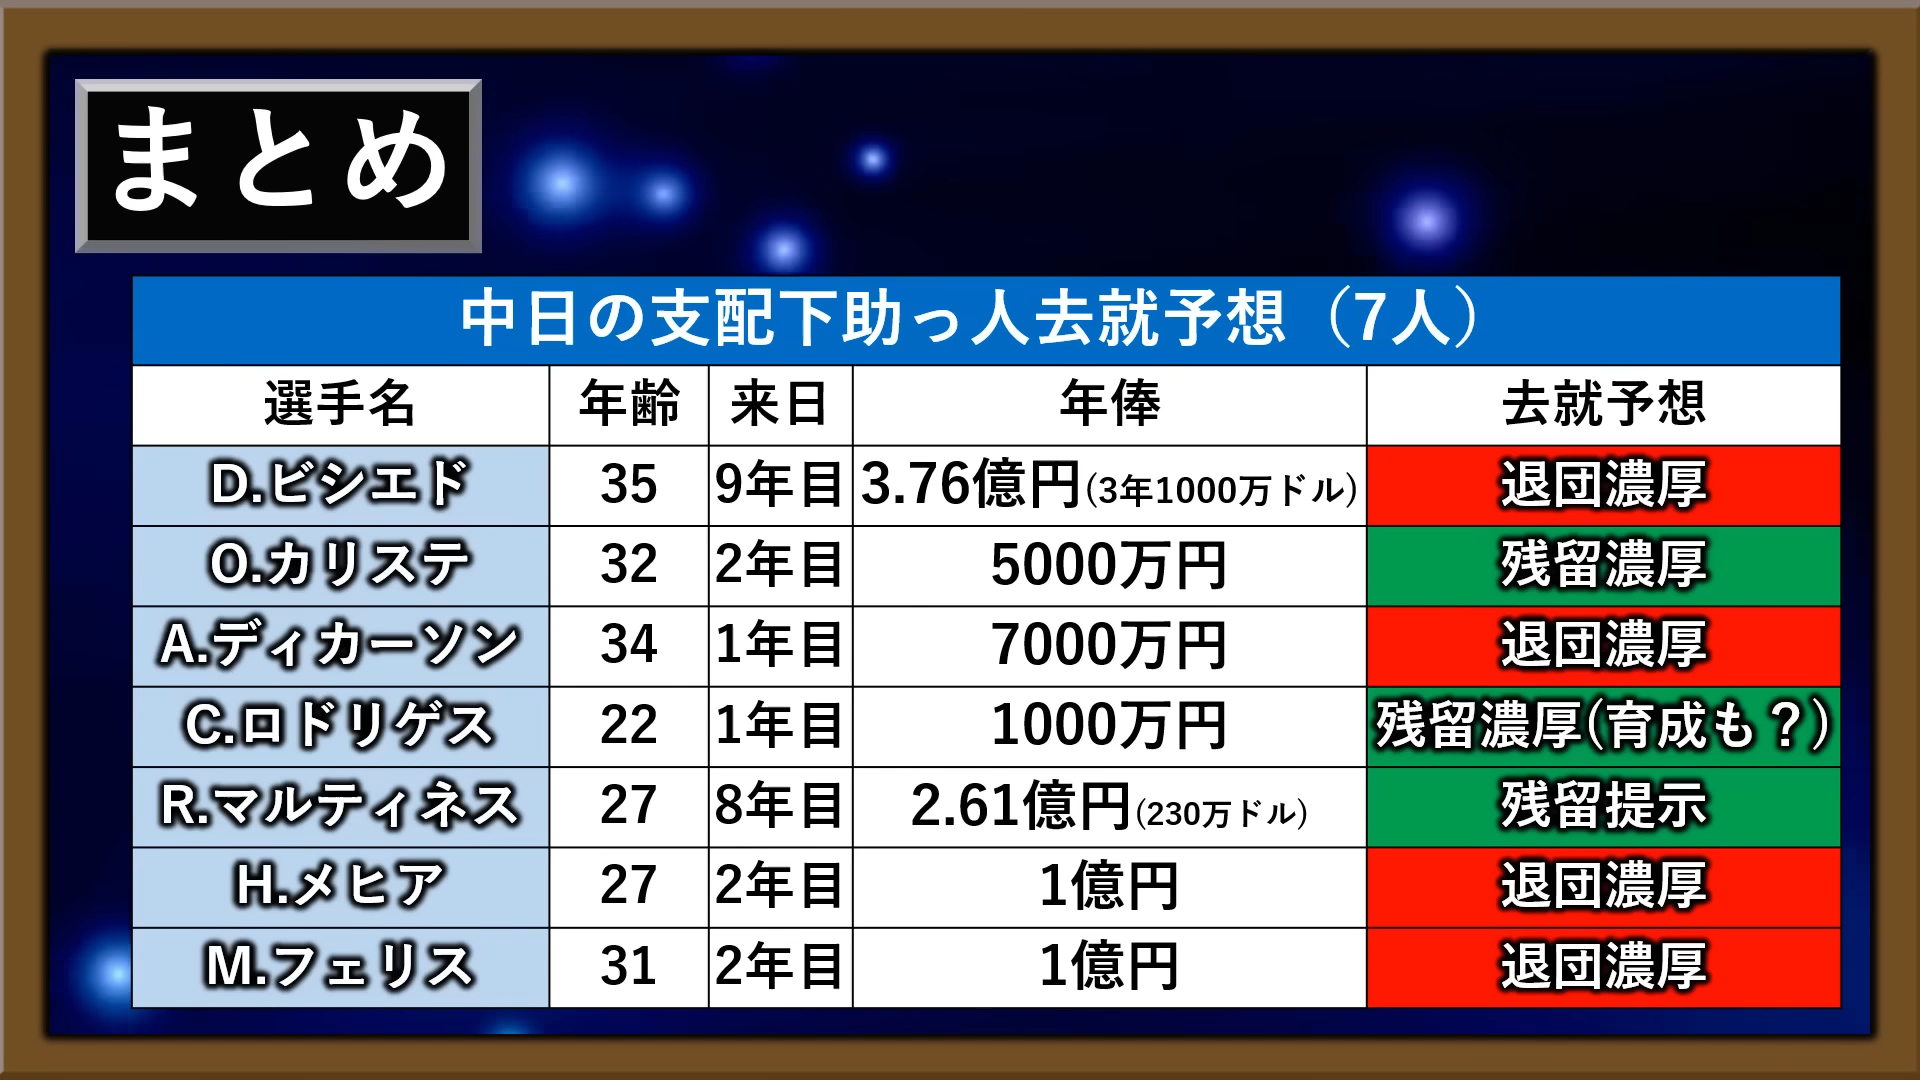 まとめ
中日の支配下助っ人去就予想（7人）
選手名 年齢 来日 年俸 去就予想
D.ビシエド 35 9年目 3.76億円(3年1000万ドル) 退団濃厚
O.カリステ 32 2年目 5000万円 残留濃厚
A.ディカーソン 34 1年目 7000万円 退団濃厚
C.ロドリゲス 22 1年目 1000万円 残留濃厚(育成も？)
R.マルティネス 27 8年目 2.61億円(230万ドル) 残留提示
H.メヒア 27 2年目 1億円 退団濃厚
M.フェリス 31 2年目 1億円 退団濃厚